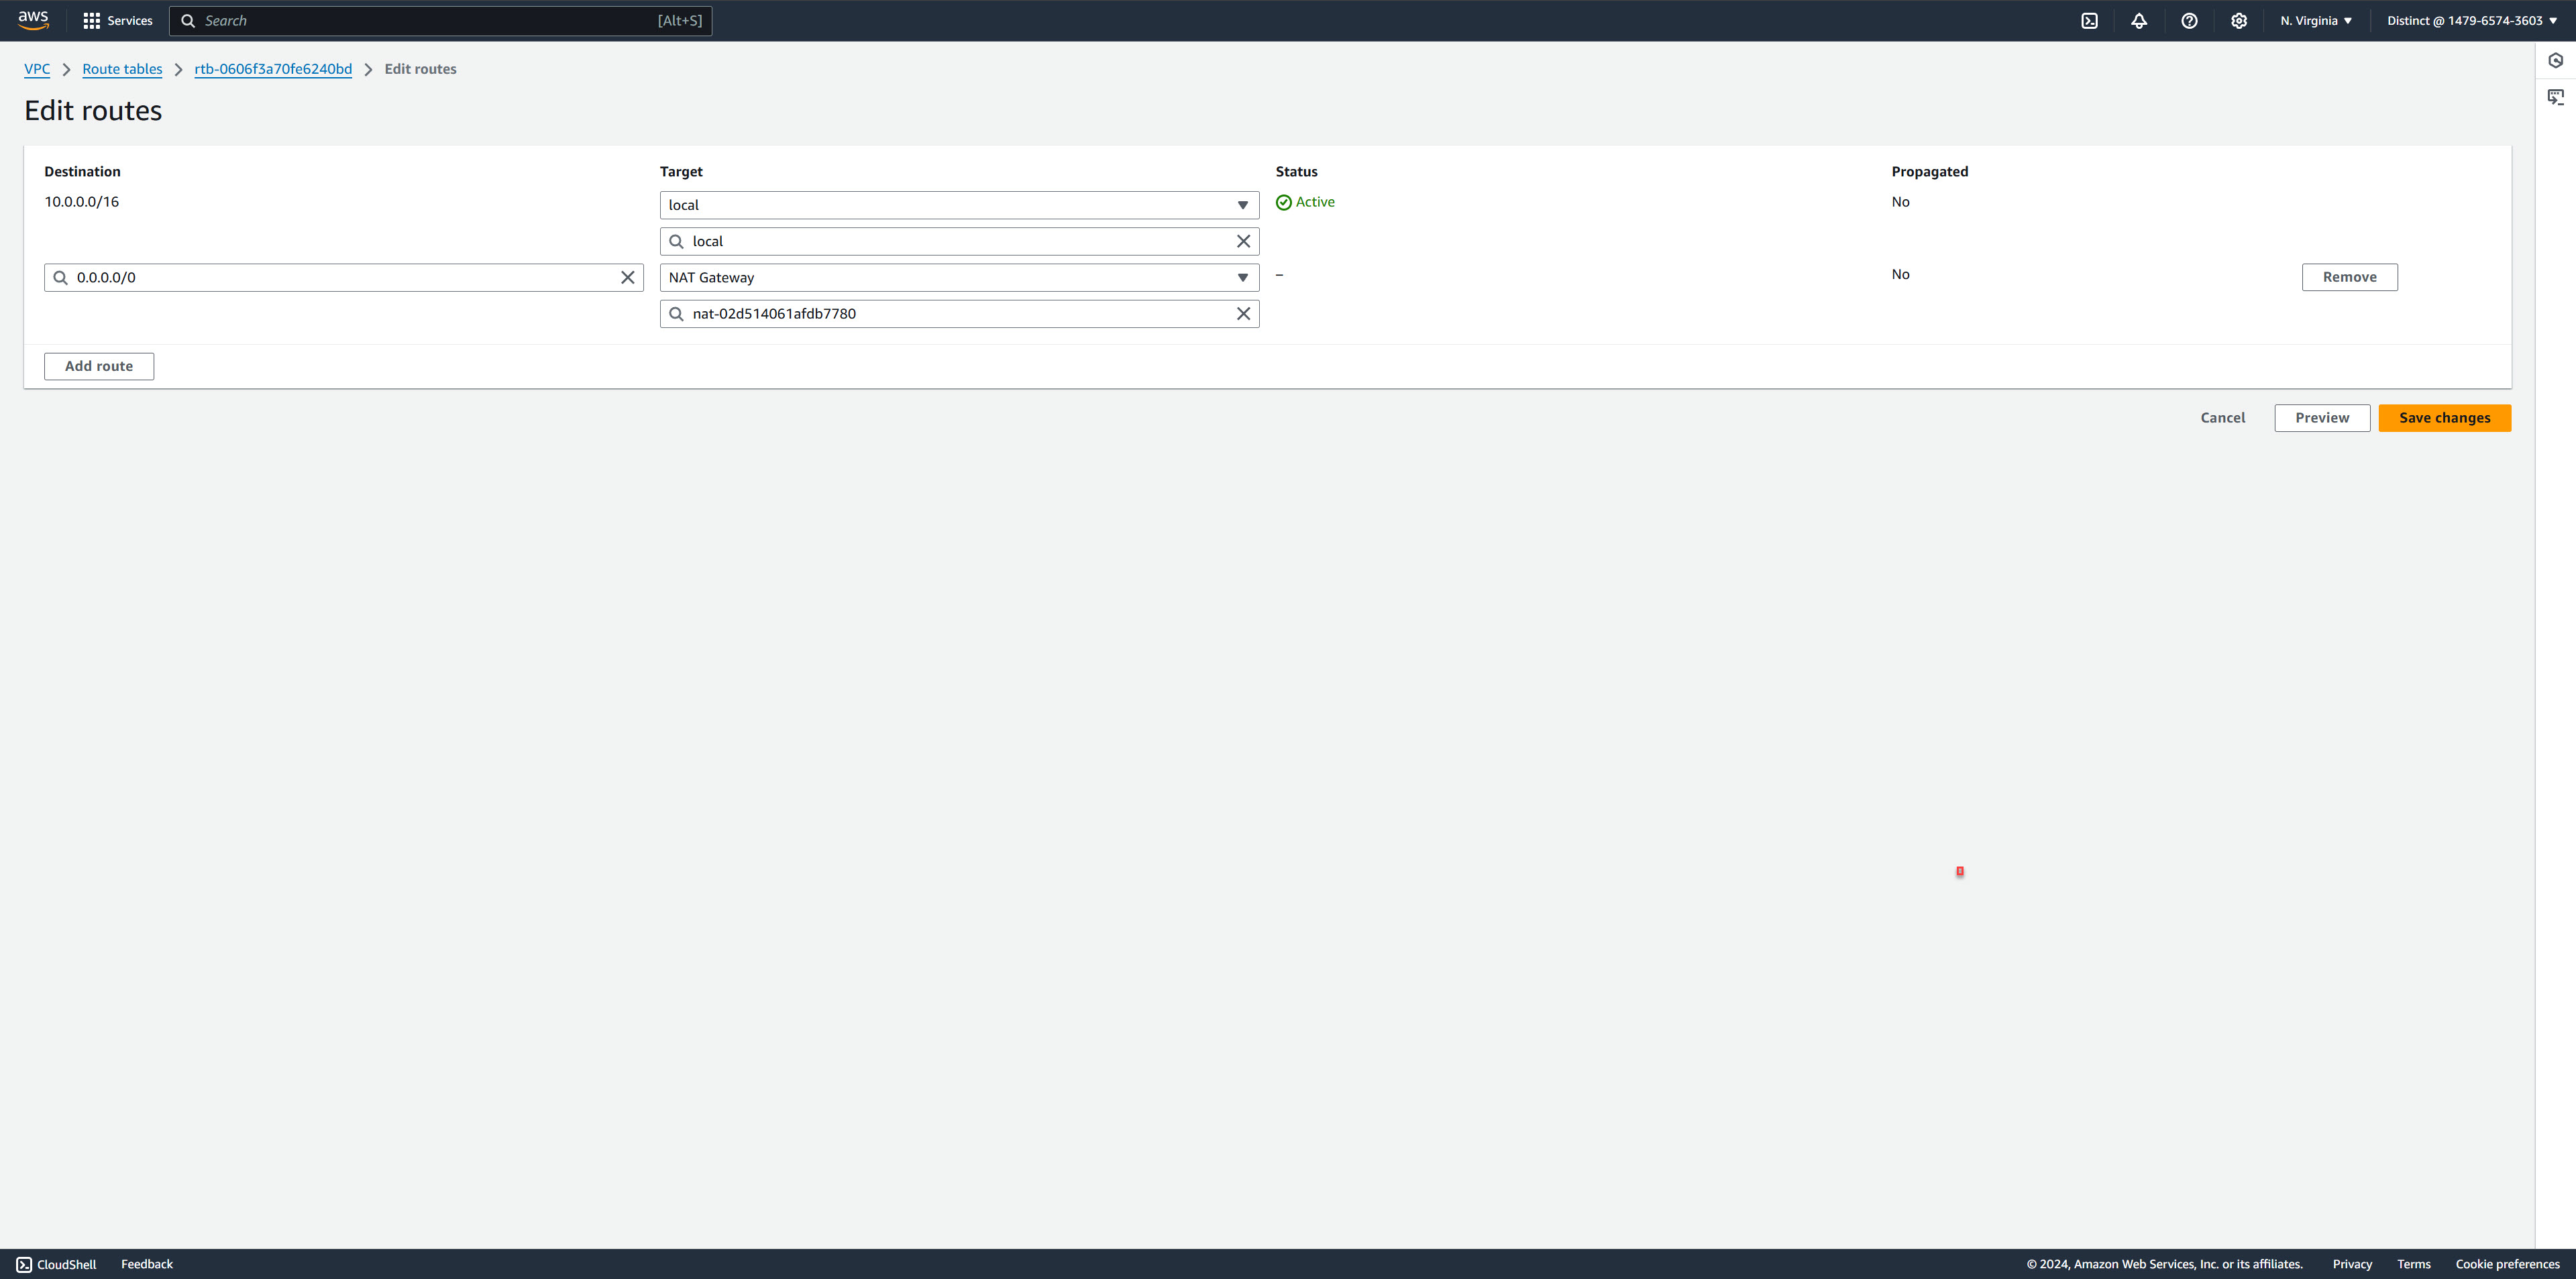 aws Services Search [Alt+S] N. Virginia Distinct @ 1479-6574-3603
VPC Route tables rtb-0606f3a70fe6240bd Edit routes
Edit routes
Destination Target Status Propagated
10.0.0.0/16 local Active No
local
0.0.0.0/0 NAT Gateway – No Remove
nat-02d514061afdb7780
Add route
Cancel Preview Save changes
CloudShell Feedback © 2024, Amazon Web Services, Inc. or its affiliates. Privacy Terms Cookie preferences